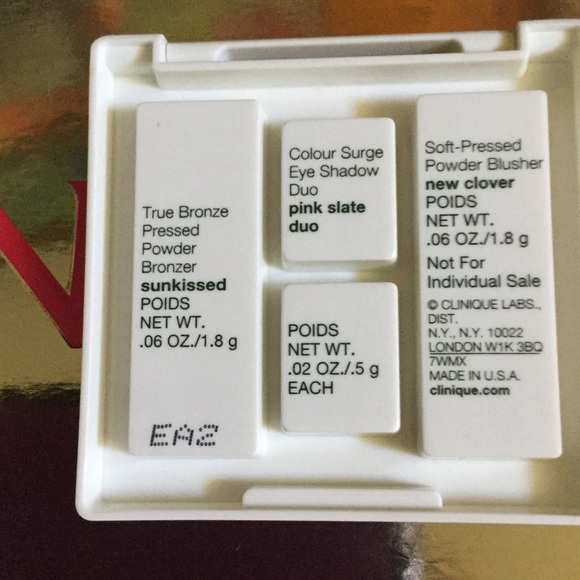 True Bronze
Pressed
Powder
Bronzer
sunkissed
POIDS
NET WT.
.06 OZ./1.8 g
EA2
Colour Surge
Eye Shadow
Duo
pink slate
duo
POIDS
NET WT.
.02 OZ./.5 g
EACH
Soft-Pressed
Powder Blusher
new clover
POIDS
NET WT.
.06 OZ./1.8 g
Not For
Individual Sale
© CLINIQUE LABS.,
DIST.
N.Y., N.Y. 10022
LONDON W1K 3BQ
7WMX
MADE IN U.S.A.
clinique.com